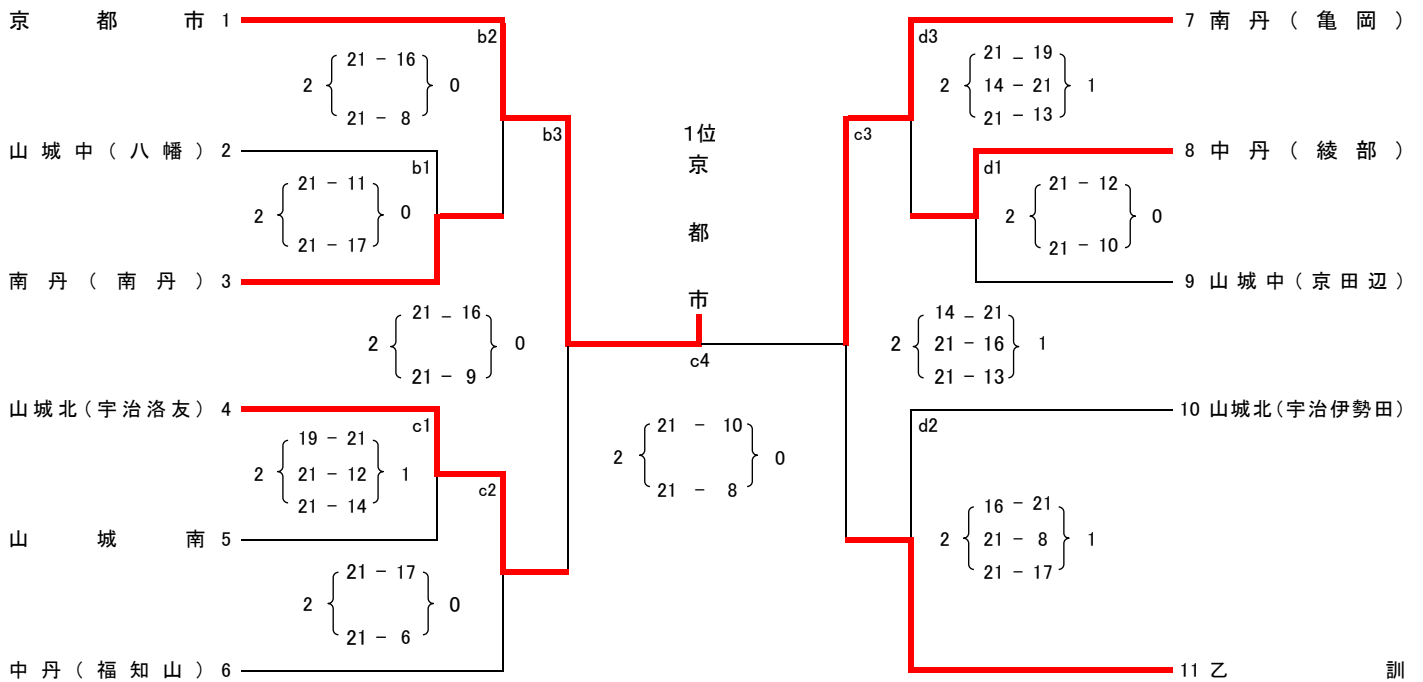 京都市 1
b2
21 - 16
2 0
21 - 8
山城中(八幡) 2
b1
21 - 11
2 0
21 - 17
南丹(南丹) 3
b3
21 - 16
2 0
21 - 9
山城北(宇治洛友) 4
c1
19 - 21
2 21 - 12 1
21 - 14
c2
山城南 5
21 - 17
2 0
21 - 6
中丹(福知山) 6
1位
京都市
c4
21 - 10
2 0
21 - 8
7 南丹(亀岡)
d3
21 - 19
2 14 - 21 1
21 - 13
c3
8 中丹(綾部)
d1
21 - 12
2 0
21 - 10
9 山城中(京田辺)
14 - 21
2 21 - 16 1
21 - 13
10 山城北(宇治伊勢田)
d2
16 - 21
2 21 - 8 1
21 - 17
11 乙訓